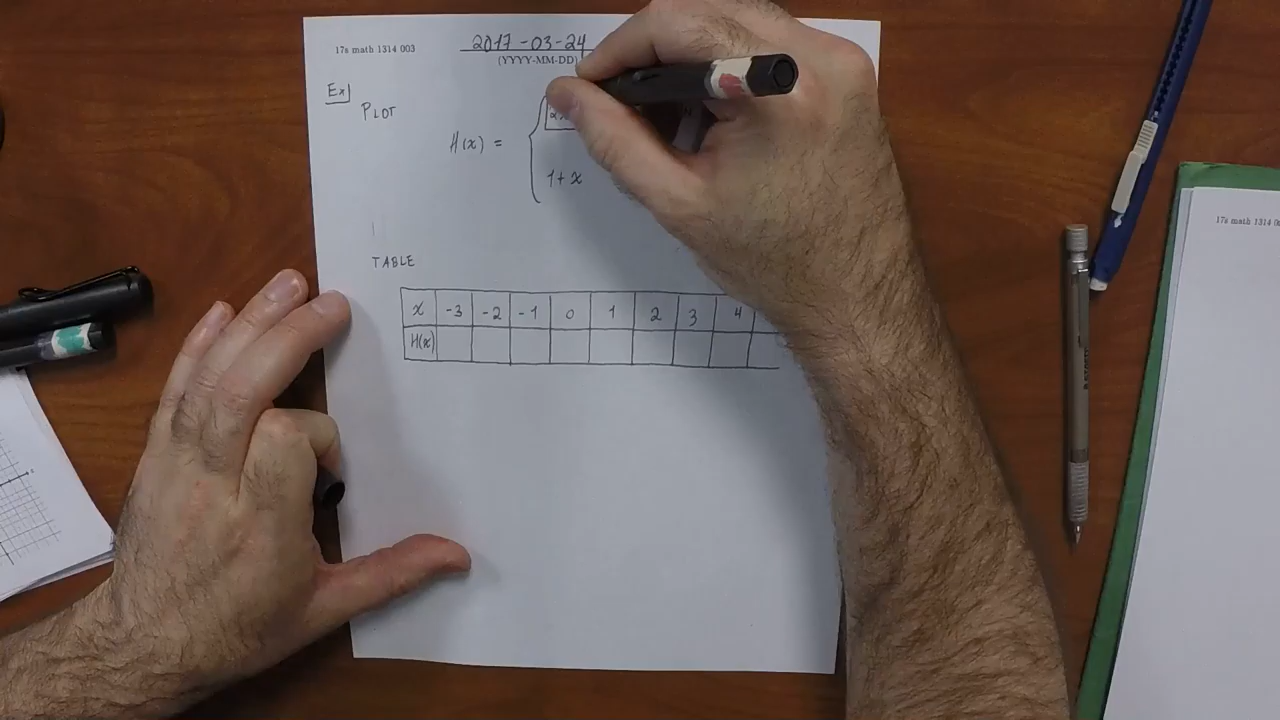 17s math 1314 003
2017-03-24
(YYYY-MM-DD)
Ex
PLOT
H(x) =
1+x
TABLE
x -3 -2 -1 0 1 2 3 4
H(x)
17s math 1314